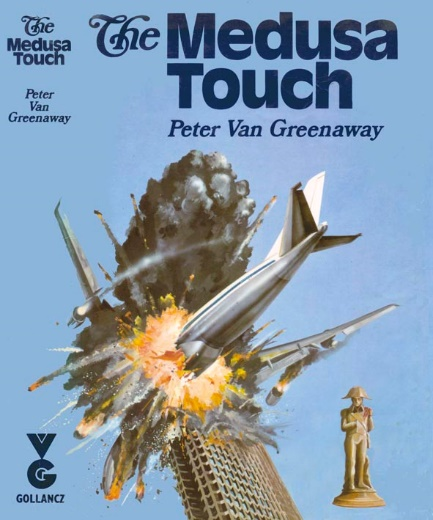 The
Medusa
Touch
Peter
Van
Greenaway
VG
GOLLANCZ
The Medusa
Touch
Peter Van Greenaway